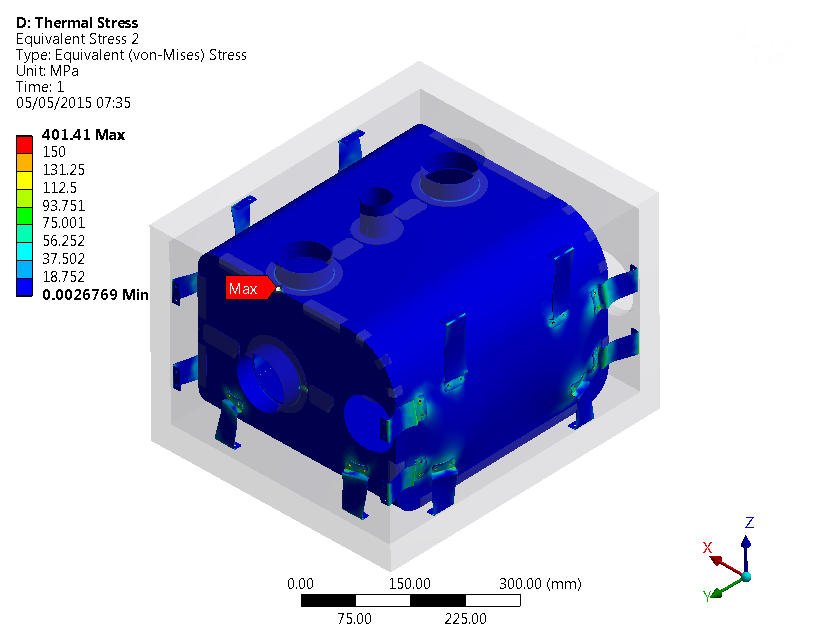 D: Thermal Stress
Equivalent Stress 2
Type: Equivalent (von-Mises) Stress
Unit: MPa
Time: 1
05/05/2015 07:35
401.41 Max
150
131.25
112.5
93.751
75.001
56.252
37.502
18.752
0.0026769 Min
Max
0.00 150.00 300.00 (mm)
75.00 225.00
Z
X
Y